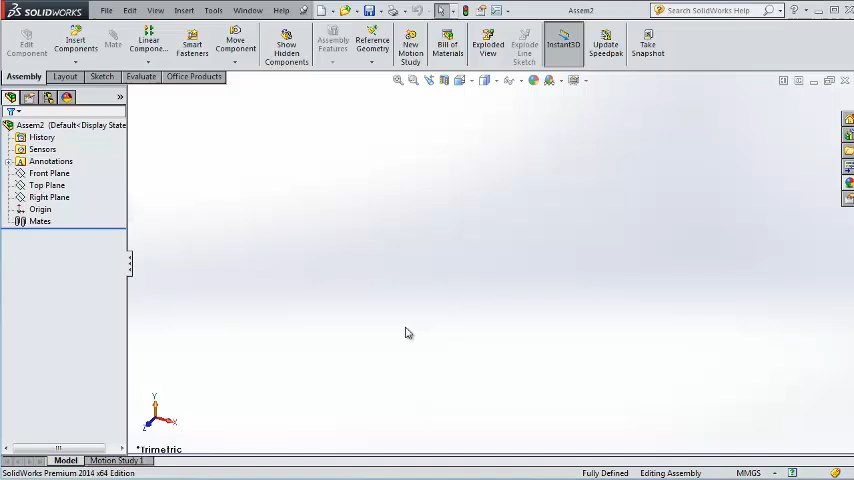 SOLIDWORKS File Edit View Insert Tools Window Help Assem2 Search SolidWorks Help
Edit Component
Insert Components
Mate
Linear Compone...
Smart Fasteners
Move Component
Show Hidden Components
Assembly Features
Reference Geometry
New Motion Study
Bill of Materials
Exploded View
Explode Line Sketch
Instant3D
Update Speedpak
Take Snapshot
Assembly Layout Sketch Evaluate Office Products
Assem2 (Default<Display State
History
Sensors
Annotations
Front Plane
Top Plane
Right Plane
Origin
Mates
Y
X
Z
*Trimetric
Model Motion Study 1
SolidWorks Premium 2014 x64 Edition Fully Defined Editing Assembly MMGS